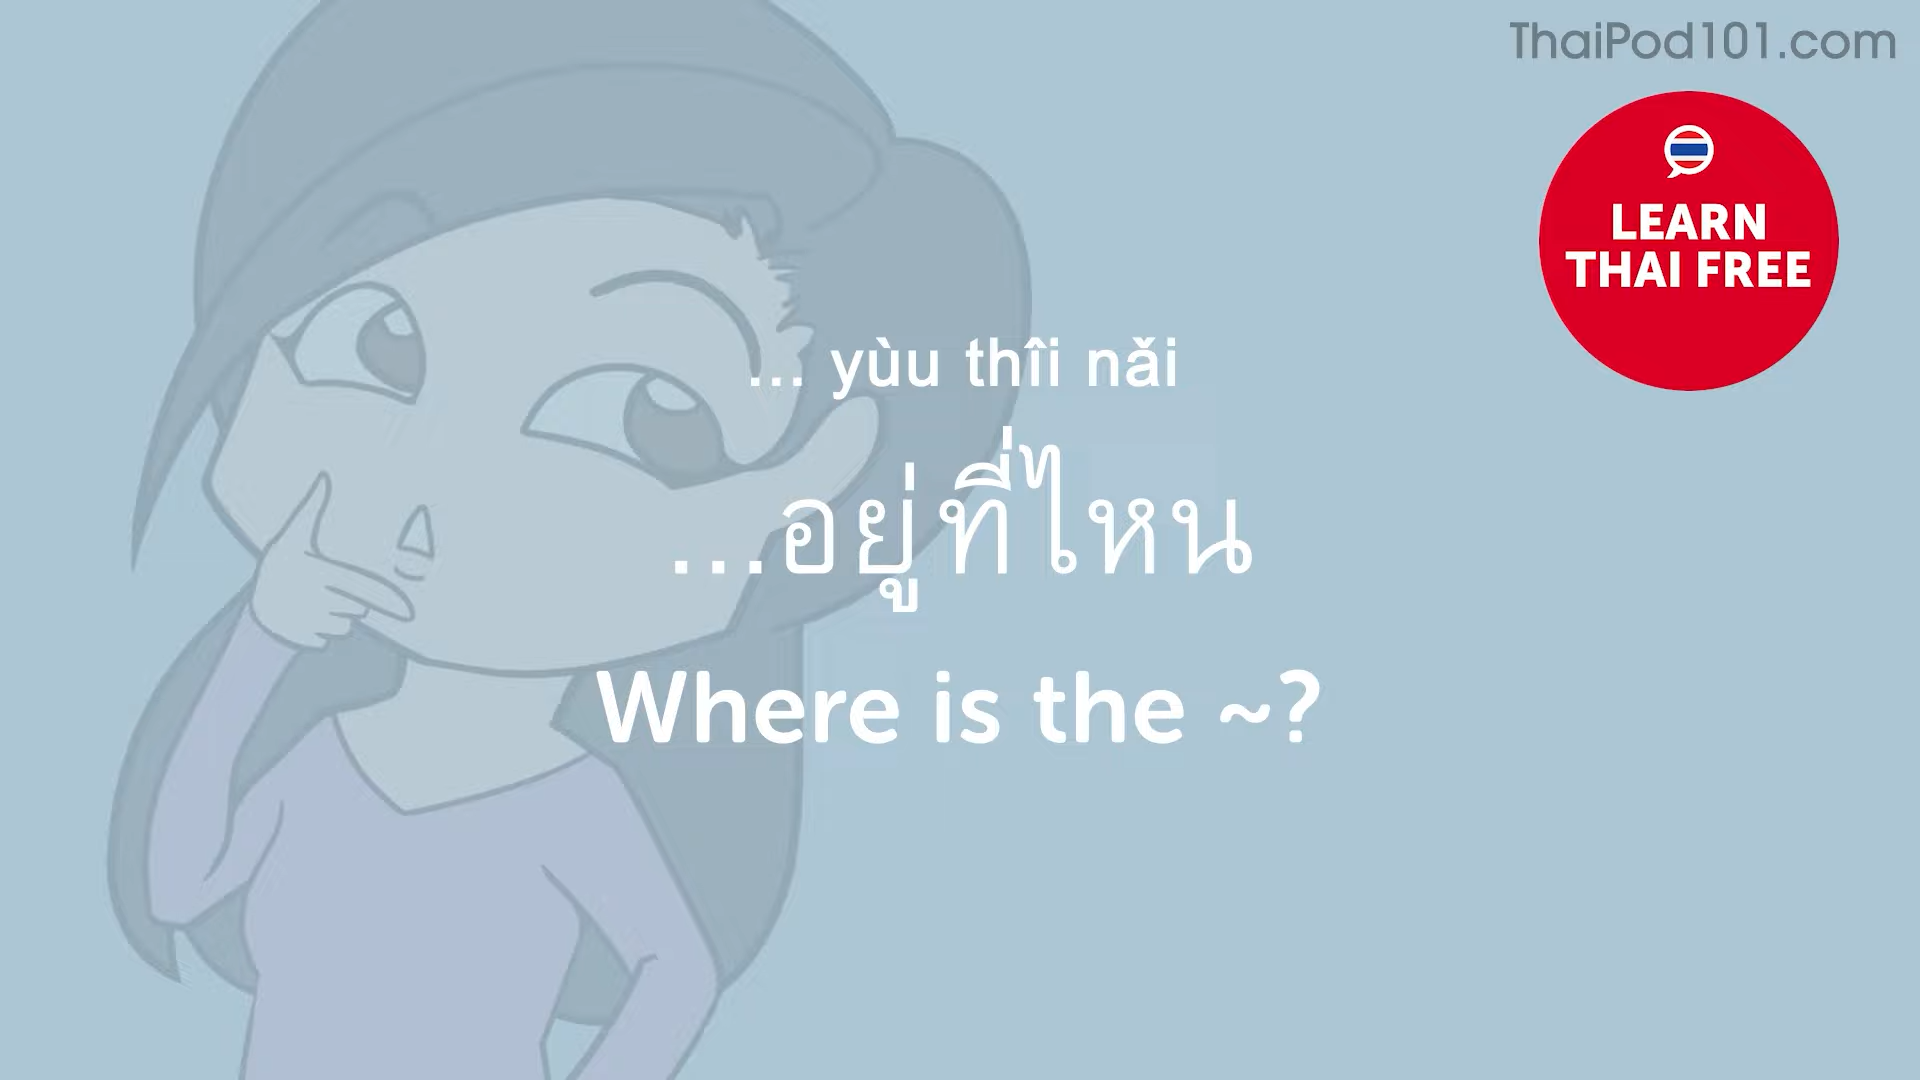 ThaiPod101.com
LEARN
THAI FREE
... yùu thîi nǎi
...อยู่ที่ไหน
Where is the ~?